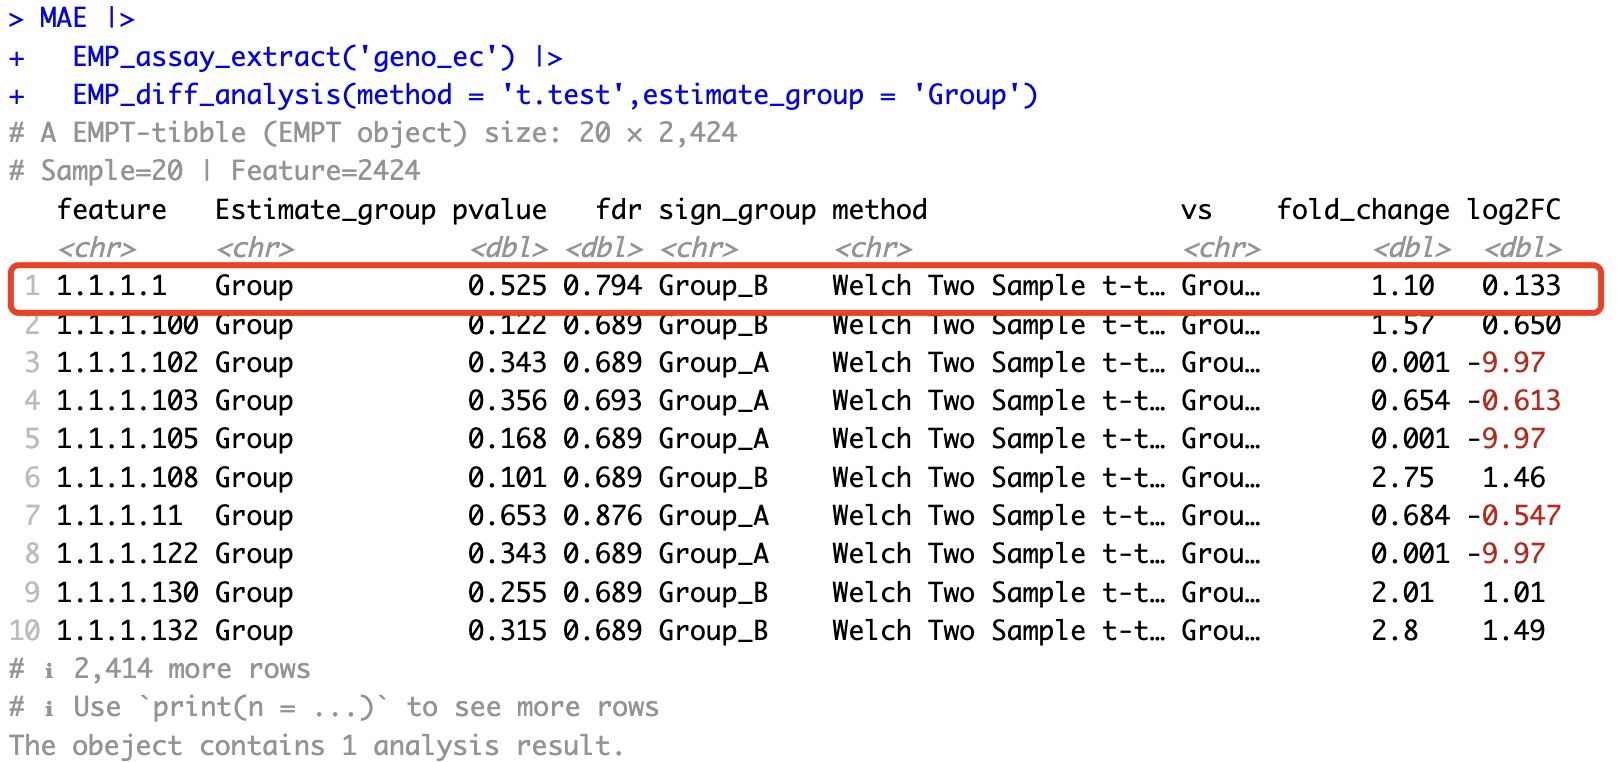 > MAE |>
+   EMP_assay_extract('geno_ec') |>
+   EMP_diff_analysis(method = 't.test',estimate_group = 'Group')
# A EMPT-tibble (EMPT object) size: 20 × 2,424
# Sample=20 | Feature=2424
   feature   Estimate_group pvalue   fdr sign_group method                vs    fold_change log2FC
   <chr>     <chr>           <dbl> <dbl> <chr>      <chr>                 <chr>       <dbl>  <dbl>
 1 1.1.1.1   Group           0.525 0.794 Group_B    Welch Two Sample t-t… Grou…       1.10   0.133
 2 1.1.1.100 Group           0.122 0.689 Group_B    Welch Two Sample t-t… Grou…       1.57   0.650
 3 1.1.1.102 Group           0.343 0.689 Group_A    Welch Two Sample t-t… Grou…       0.001 -9.97
 4 1.1.1.103 Group           0.356 0.693 Group_A    Welch Two Sample t-t… Grou…       0.654 -0.613
 5 1.1.1.105 Group           0.168 0.689 Group_A    Welch Two Sample t-t… Grou…       0.001 -9.97
 6 1.1.1.108 Group           0.101 0.689 Group_B    Welch Two Sample t-t… Grou…       2.75   1.46
 7 1.1.1.11  Group           0.653 0.876 Group_A    Welch Two Sample t-t… Grou…       0.684 -0.547
 8 1.1.1.122 Group           0.343 0.689 Group_A    Welch Two Sample t-t… Grou…       0.001 -9.97
 9 1.1.1.130 Group           0.255 0.689 Group_B    Welch Two Sample t-t… Grou…       2.01   1.01
10 1.1.1.132 Group           0.315 0.689 Group_B    Welch Two Sample t-t… Grou…       2.8    1.49
# ℹ 2,414 more rows
# ℹ Use `print(n = ...)` to see more rows
The obeject contains 1 analysis result.